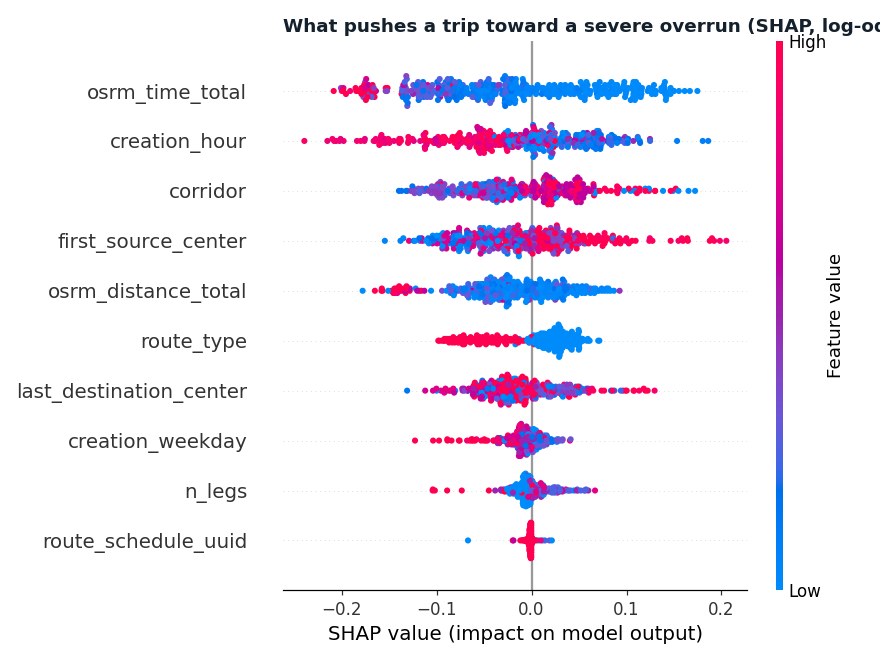 What pushes a trip toward a severe overrun (SHAP, log-od
High
osrm_time_total
creation_hour
corridor
first_source_center
osrm_distance_total
route_type
last_destination_center
creation_weekday
n_legs
route_schedule_uuid
Feature value
Low
−0.2 −0.1 0.0 0.1 0.2
SHAP value (impact on model output)